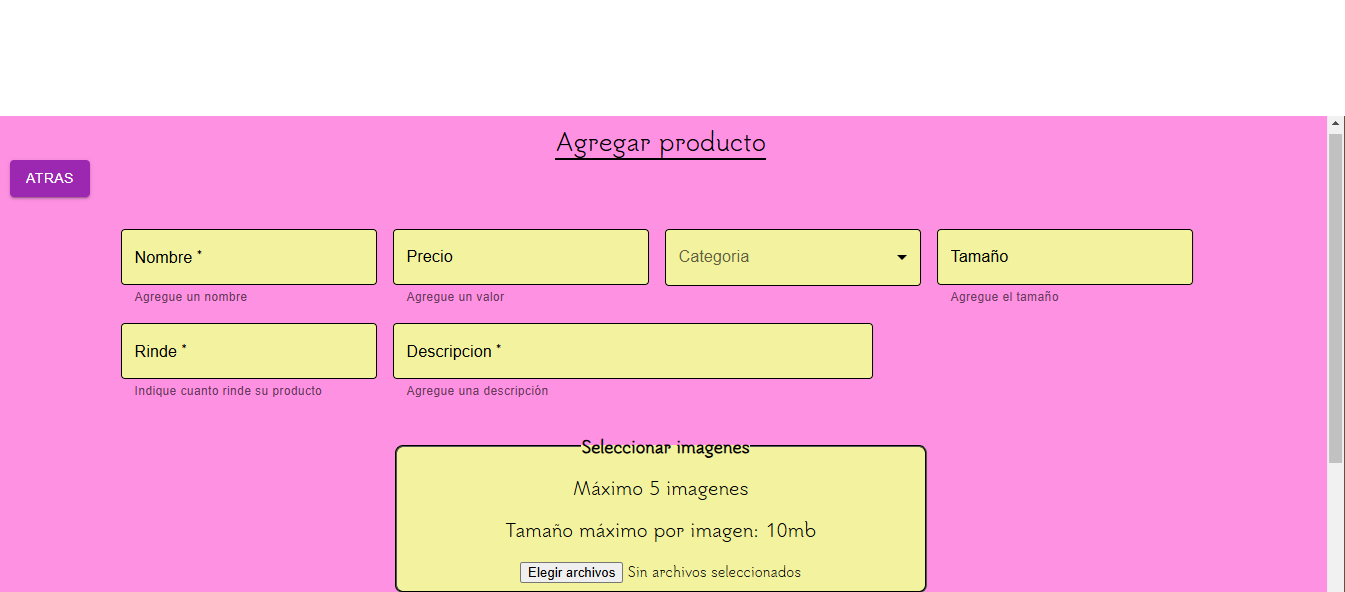 Agregar producto
ATRAS
Nombre * Precio Categoria Tamaño
Agregue un nombre Agregue un valor Agregue el tamaño
Rinde * Descripcion *
Indique cuanto rinde su producto Agregue una descripción
Seleccionar imagenes
Máximo 5 imagenes
Tamaño máximo por imagen: 10mb
Elegir archivos Sin archivos seleccionados